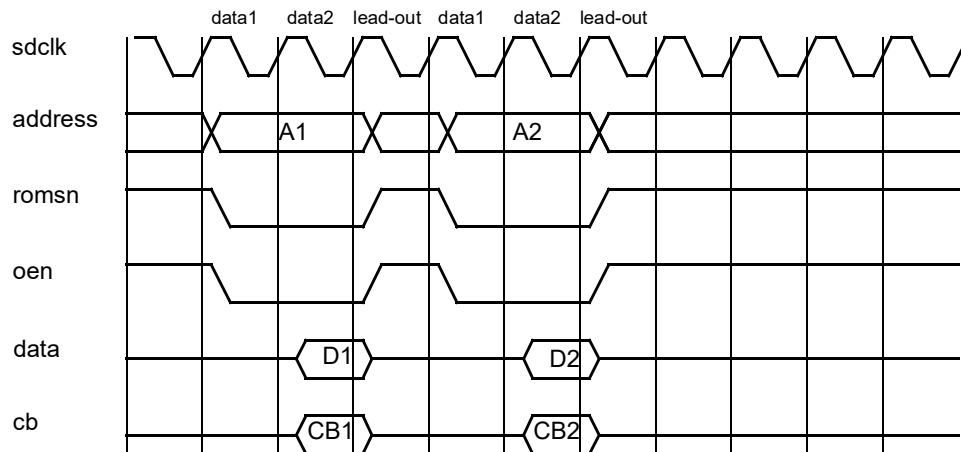 data1 data2 lead-out data1 data2 lead-out
sdclk
address A1 A2
romsn
oen
data D1 D2
cb CB1 CB2